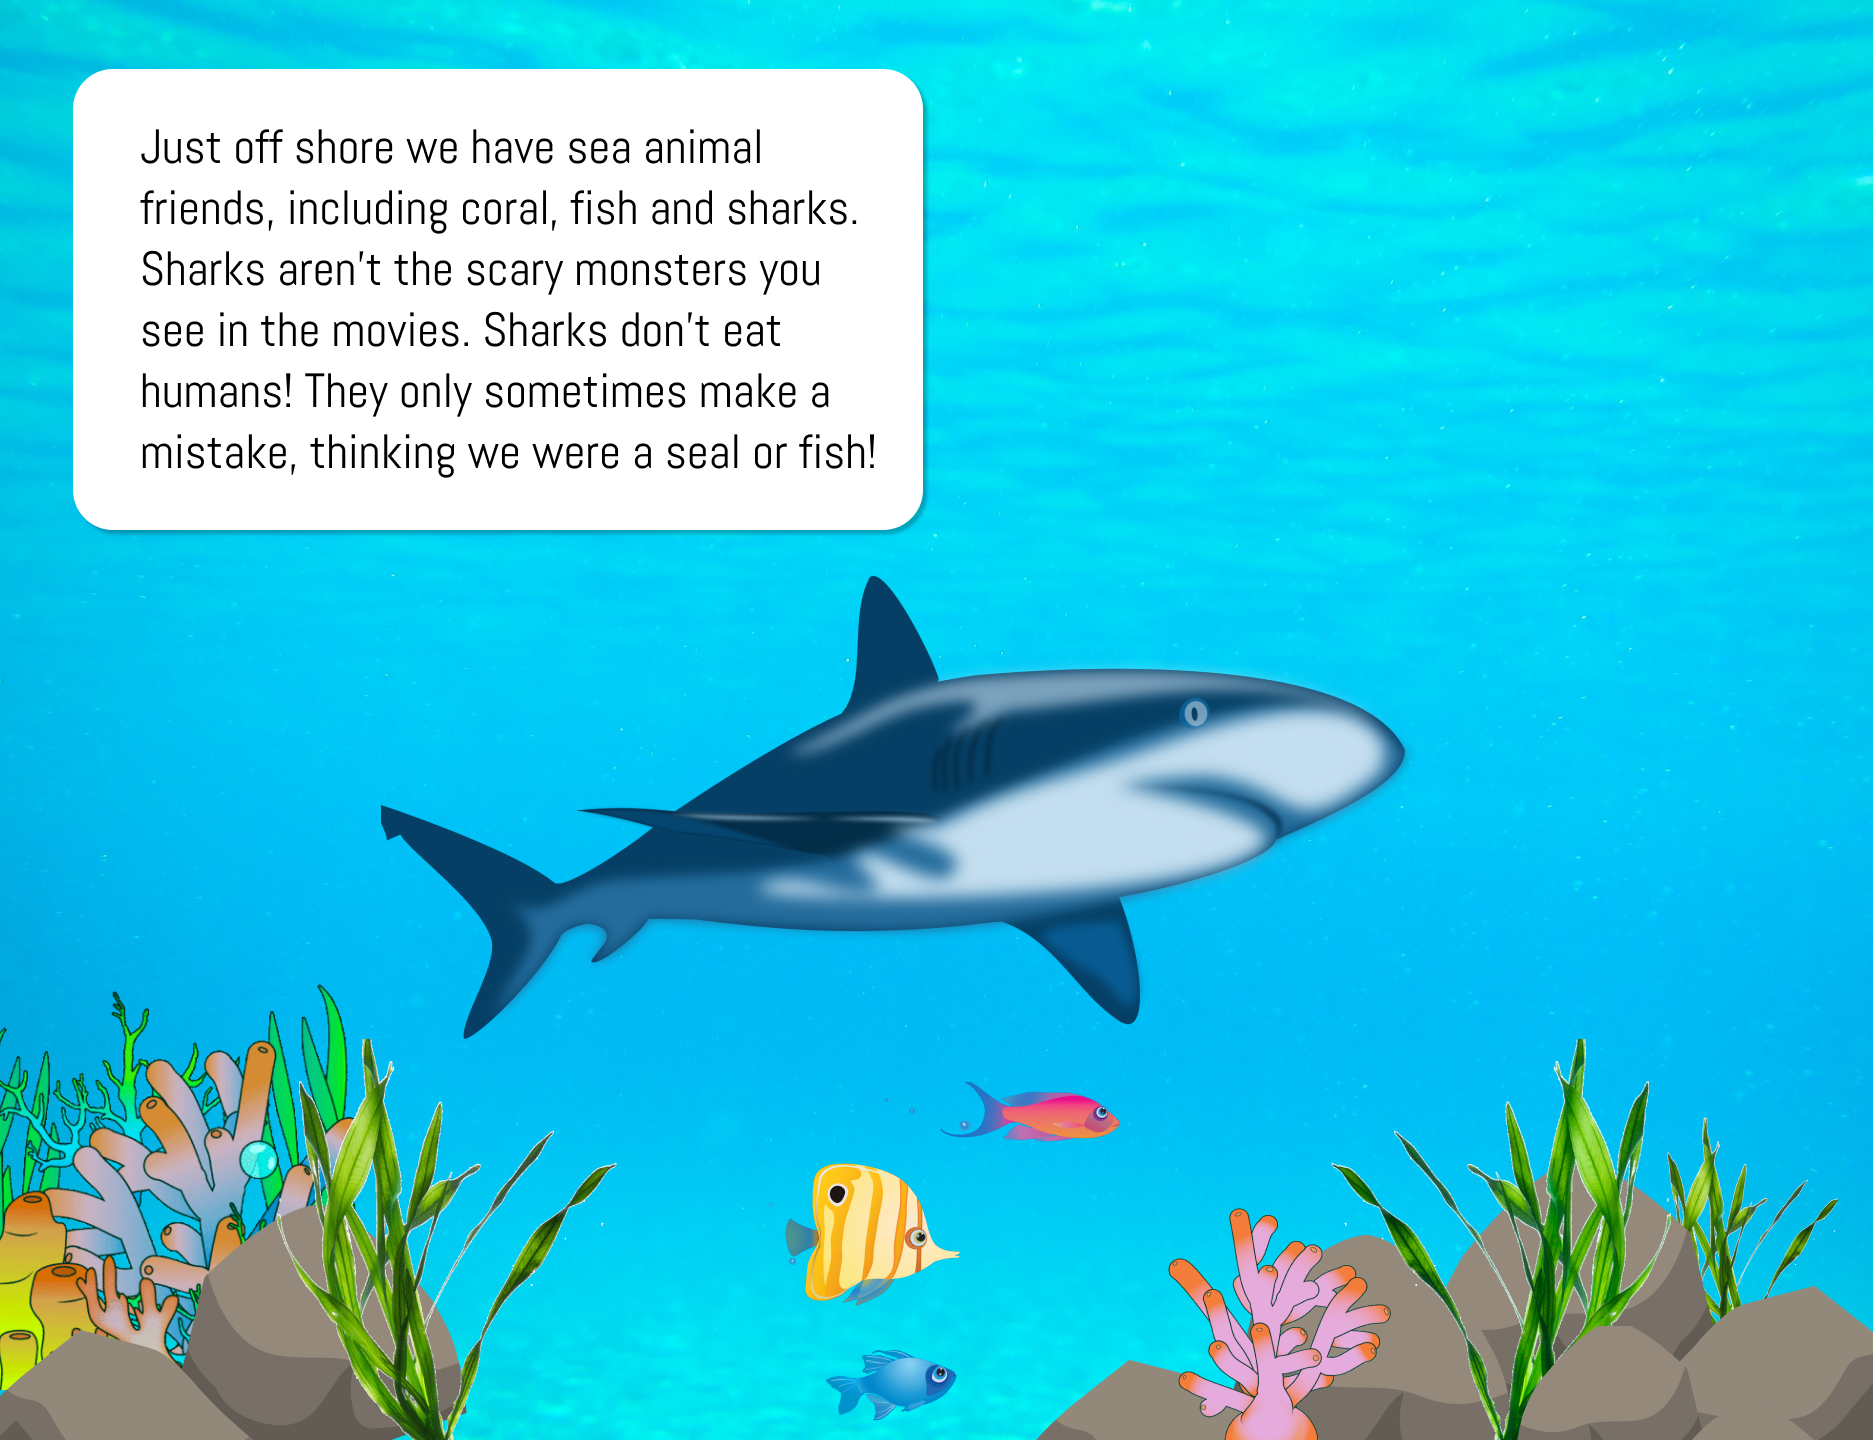 Just off shore we have sea animal
friends, including coral, fish and sharks.
Sharks aren't the scary monsters you
see in the movies. Sharks don't eat
humans! They only sometimes make a
mistake, thinking we were a seal or fish!